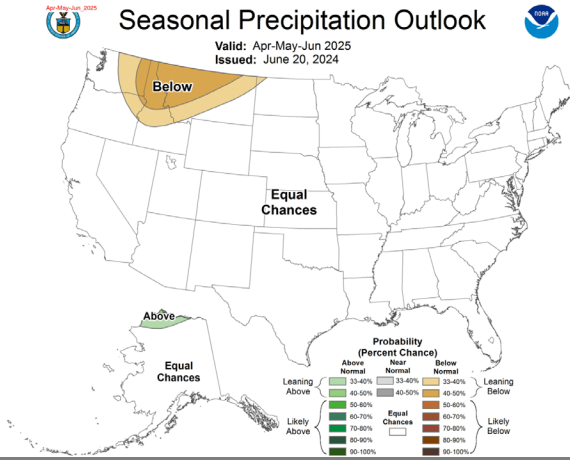 Apr-May-Jun_2025
Seasonal Precipitation Outlook
NOAA
Valid: Apr-May-Jun 2025
Issued: June 20, 2024
Below
Equal
Chances
Above
Equal
Chances
Probability
(Percent Chance)
Above
Normal
Near
Normal
Below
Normal
Leaning
Above
33-40%
40-50%
33-40%
40-50%
33-40%
40-50%
Leaning
Below
Likely
Above
50-60%
60-70%
70-80%
80-90%
90-100%
Equal
Chances
50-60%
60-70%
70-80%
80-90%
90-100%
Likely
Below